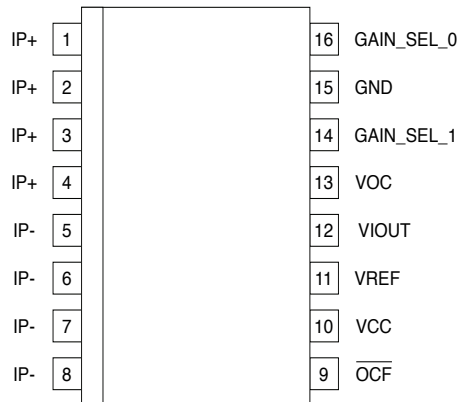 IP+ 1 16 GAIN_SEL_0
IP+ 2 15 GND
IP+ 3 14 GAIN_SEL_1
IP+ 4 13 VOC
IP- 5 12 VIOUT
IP- 6 11 VREF
IP- 7 10 VCC
IP- 8 9 O̅C̅F̅